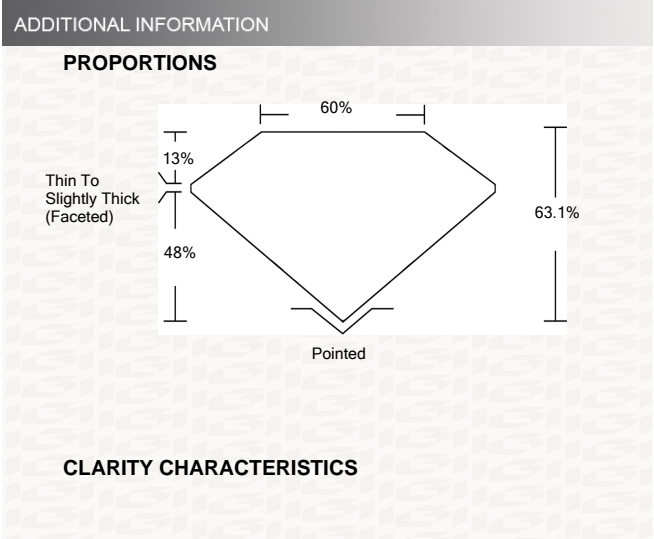 ADDITIONAL INFORMATION
PROPORTIONS
60%
13%
Thin To
Slightly Thick
(Faceted)
63.1%
48%
Pointed
CLARITY CHARACTERISTICS